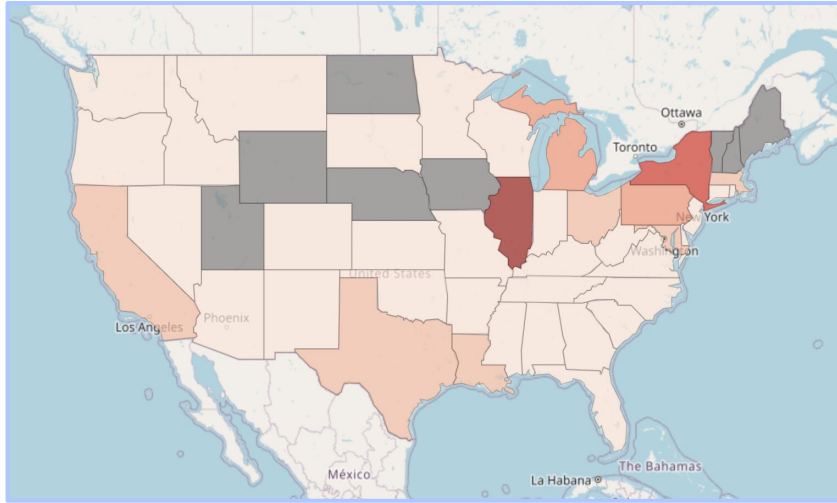 Ottawa
Toronto
New York
Washington
United States
Los Angeles
Phoenix
México
La Habana
The Bahamas